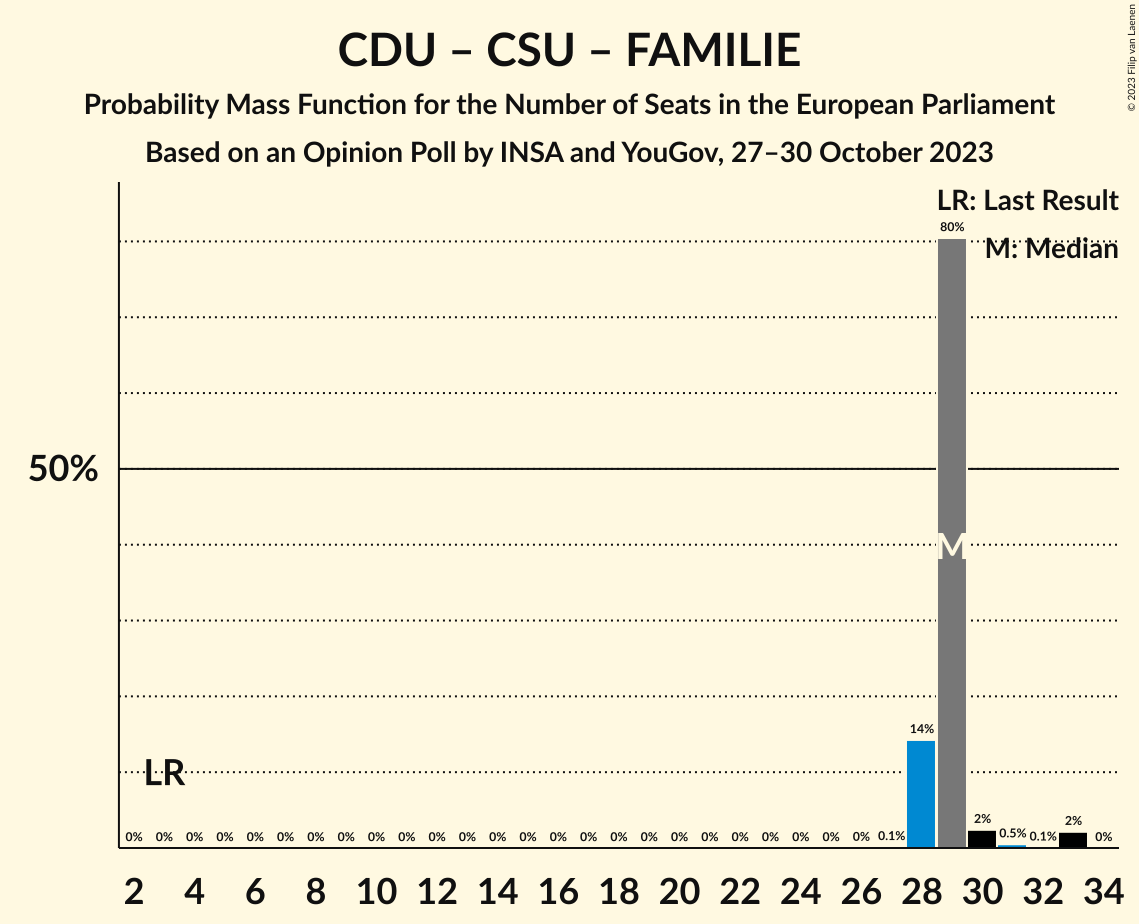 CDU – CSU – FAMILIE
Probability Mass Function for the Number of Seats in the European Parliament
Based on an Opinion Poll by INSA and YouGov, 27–30 October 2023
© 2023 Filip van Laenen
LR: Last Result
M: Median
80%
50%
M
14%
LR
0% 0% 0% 0% 0% 0% 0% 0% 0% 0% 0% 0% 0% 0% 0% 0% 0% 0% 0% 0% 0% 0% 0% 0% 0% 0.1% 2% 0.5% 0.1% 2% 0%
2 4 6 8 10 12 14 16 18 20 22 24 26 28 30 32 34